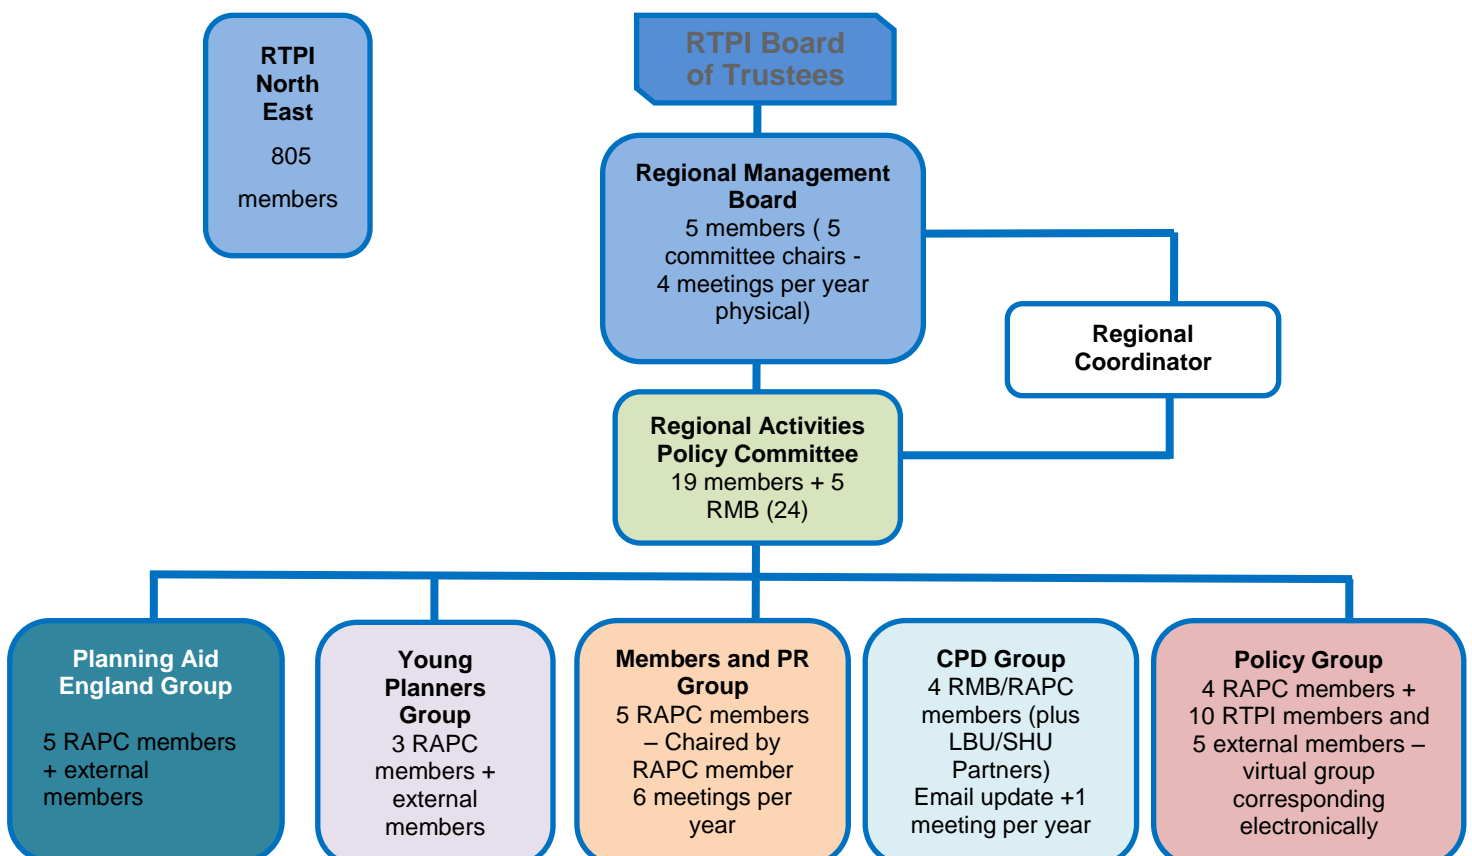 RTPI
North
East
805
members
RTPI Board
of Trustees
Regional Management
Board
5 members ( 5
committee chairs -
4 meetings per year
physical)
Regional
Coordinator
Regional Activities
Policy Committee
19 members + 5
RMB (24)
Planning Aid
England Group
5 RAPC members
+ external
members
Young
Planners
Group
3 RAPC
members +
external
members
Members and PR
Group
5 RAPC members
– Chaired by
RAPC member
6 meetings per
year
CPD Group
4 RMB/RAPC
members (plus
LBU/SHU
Partners)
Email update +1
meeting per year
Policy Group
4 RAPC members +
10 RTPI members and
5 external members –
virtual group
corresponding
electronically